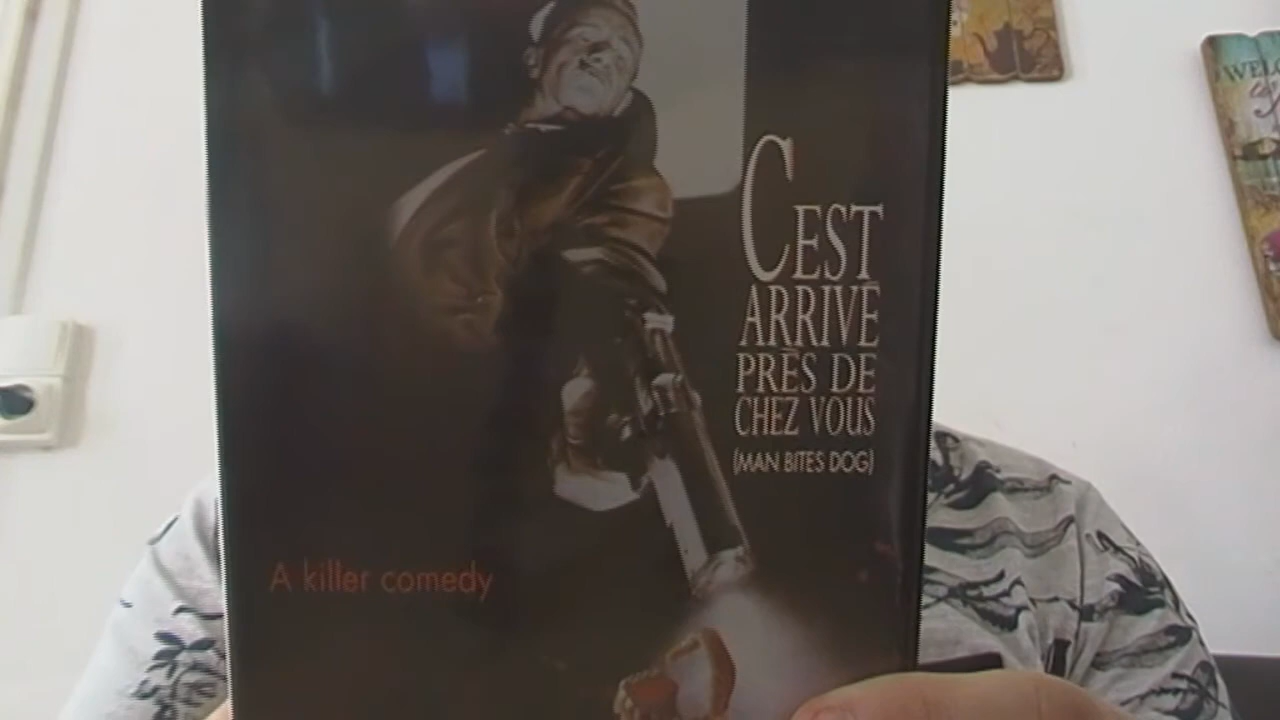 C'EST
ARRIVÉ
PRÈS DE
CHEZ VOUS
(MAN BITES DOG)
A killer comedy